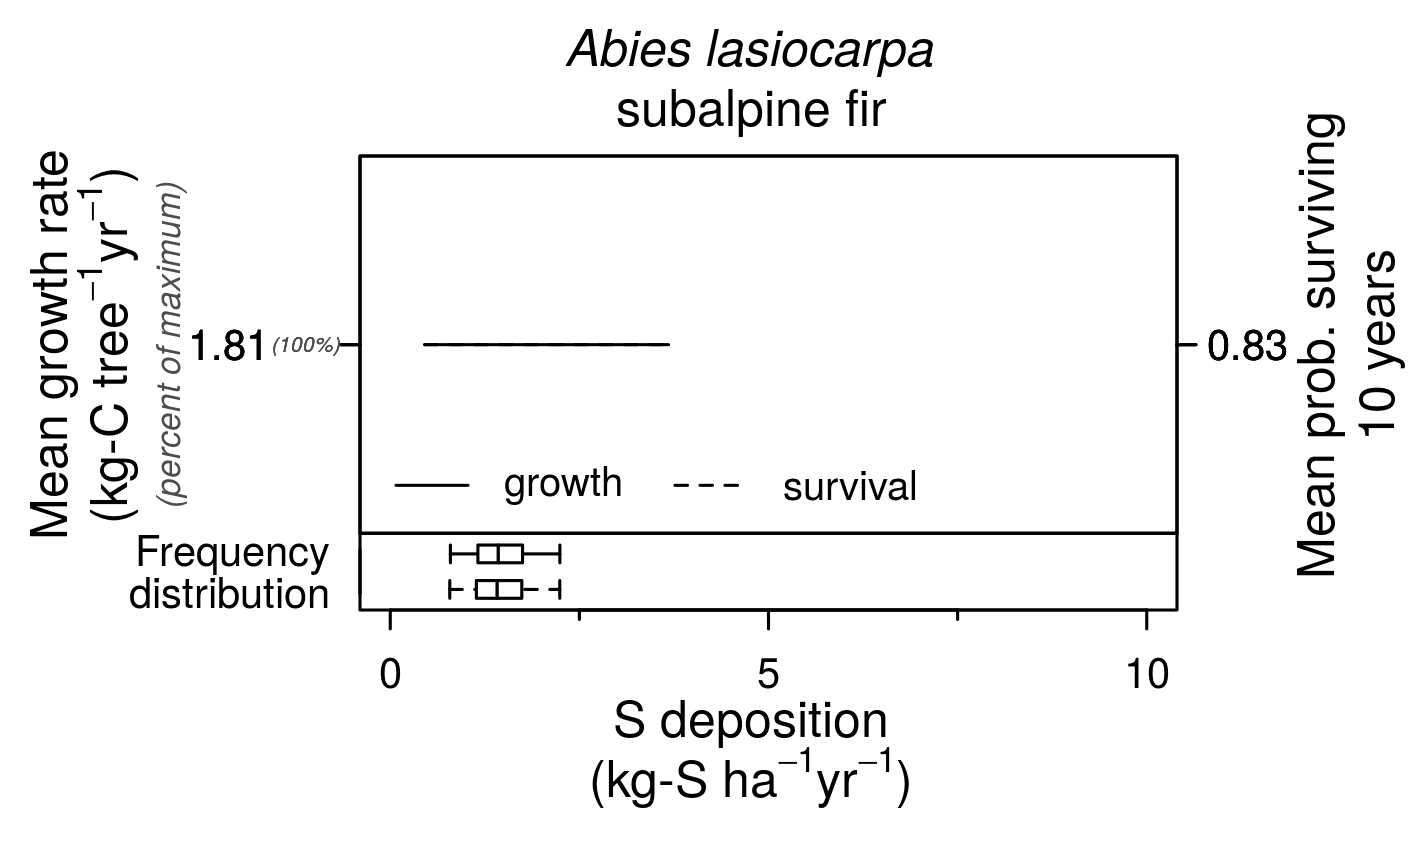 Abies lasiocarpa
subalpine fir
Mean growth rate
(kg-C tree⁻¹yr⁻¹)
(percent of maximum)
1.81 (100%)
0.83
Mean prob. surviving
10 years
growth
survival
Frequency
distribution
0 5 10
S deposition
(kg-S ha⁻¹yr⁻¹)